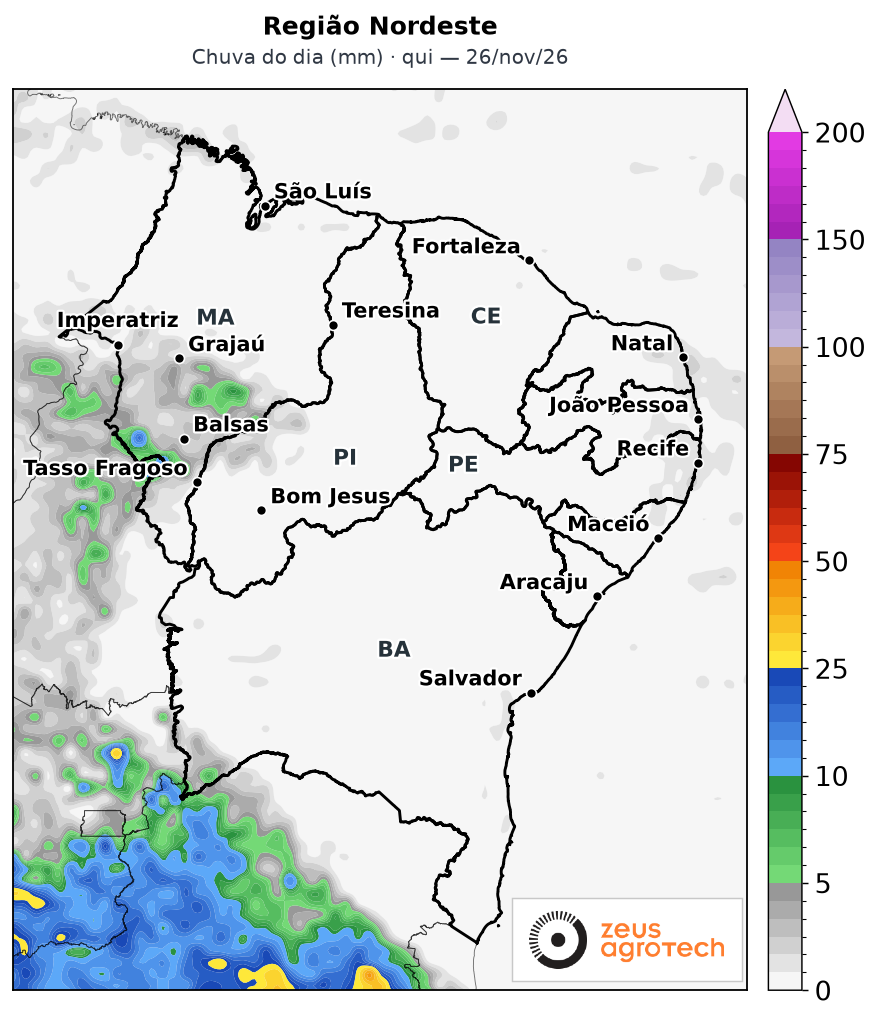 Região Nordeste
Chuva do dia (mm) · qui — 26/nov/26
São Luís
Fortaleza
Imperatriz
MA
Teresina
CE
Grajaú
Natal
João Pessoa
Balsas
Recife
Tasso Fragoso
PI
PE
Bom Jesus
Maceió
Aracaju
BA
Salvador
200
150
100
75
50
25
10
5
0
zeus
agrotech